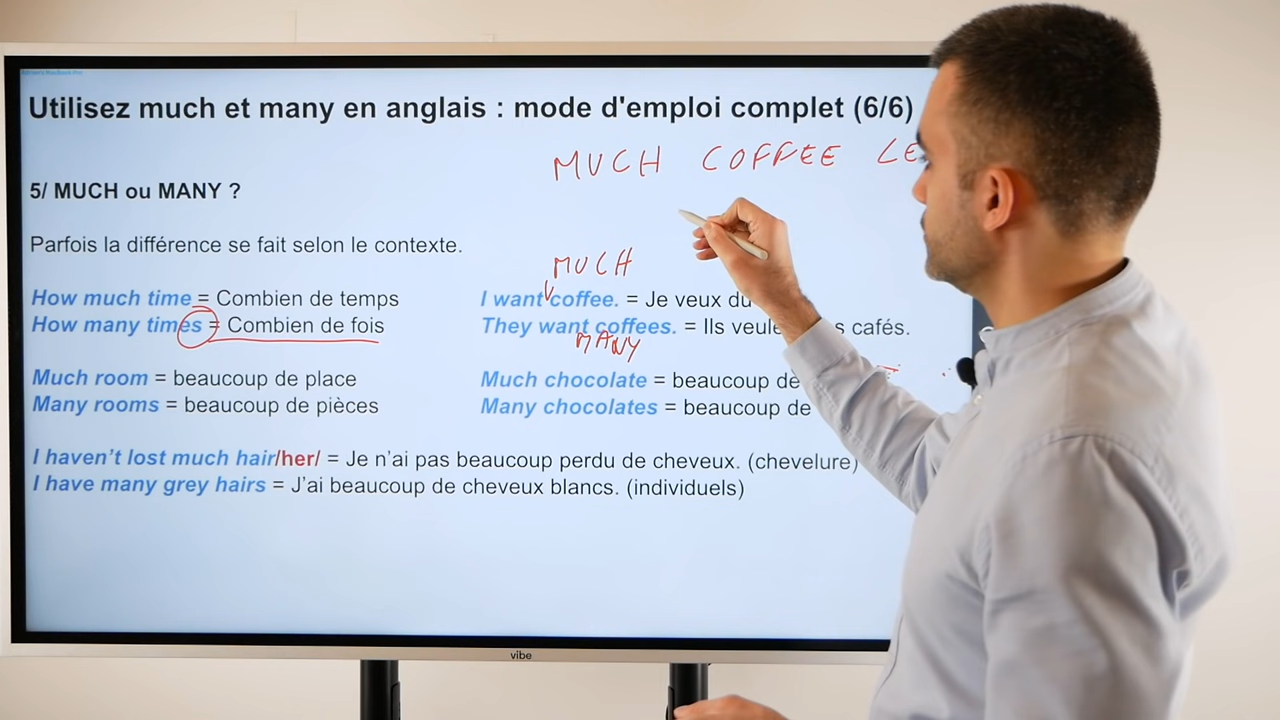 Utilisez much et many en anglais : mode d'emploi complet (6/6)
MUCH COFFEE LE
5/ MUCH ou MANY ?
Parfois la différence se fait selon le contexte.
MUCH
How much time = Combien de temps
How many times = Combien de fois
I want coffee. = Je veux du
They want coffees. = Ils s cafés.
MANY
Much room = beaucoup de place
Many rooms = beaucoup de pièces
Much chocolate = beaucoup de
Many chocolates = beaucoup de
I haven't lost much hair/her/ = Je n'ai pas beaucoup perdu de cheveux. (chevelure)
I have many grey hairs = J'ai beaucoup de cheveux blancs. (individuels)
vibe